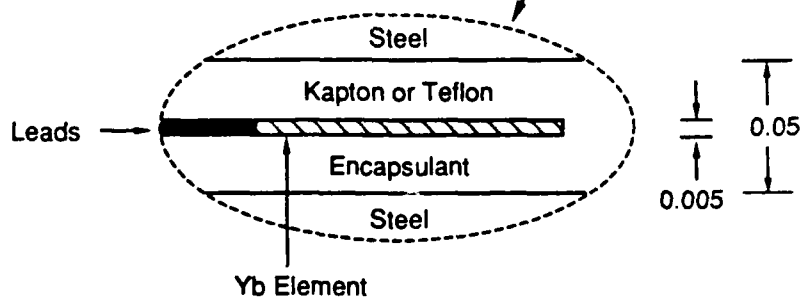 Steel
Kapton or Teflon
Leads
0.05
Encapsulant
0.005
Steel
Yb Element